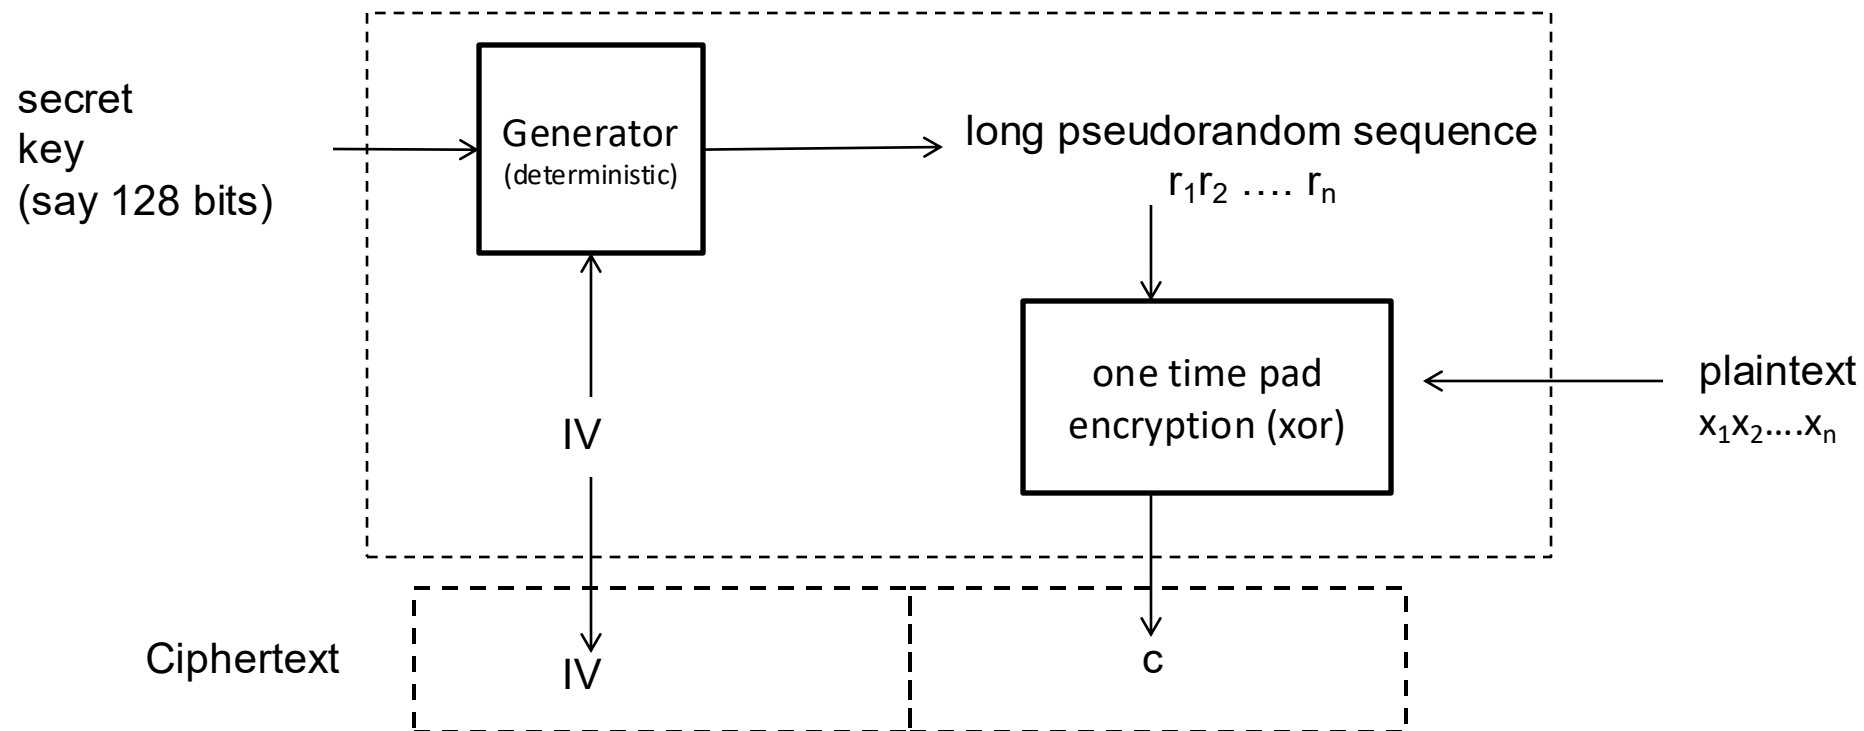 secret
key
(say 128 bits)
Generator
(deterministic)
long pseudorandom sequence
r₁r₂ .... rₙ
one time pad
encryption (xor)
plaintext
x₁x₂....xₙ
IV
Ciphertext
IV
c